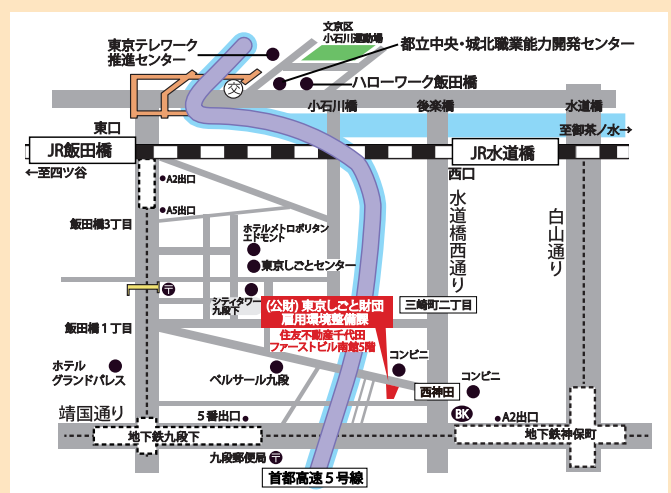 文京区
小石川運動場
東京テレワーク
推進センター
都立中央・城北職業能力開発センター
交
ハローワーク飯田橋
小石川橋
後楽橋
水道橋
東口
至御茶ノ水→
JR飯田橋
JR水道橋
←至四ツ谷
西口
A2出口
A5出口
水道橋西通り
白山通り
飯田橋3丁目
ホテルメトロポリタン
エドモント
東京しごとセンター
〒
シティタワー
九段下
(公財) 東京しごと財団
雇用環境整備課
住友不動産千代田
ファーストビル南館5階
三崎町二丁目
飯田橋１丁目
コンビニ
ホテル
グランドパレス
ベルサール九段
西神田
コンビニ
靖国通り
５番出口
BK
A2出口
地下鉄九段下
地下鉄神保町
九段郵便局
〒
首都高速５号線